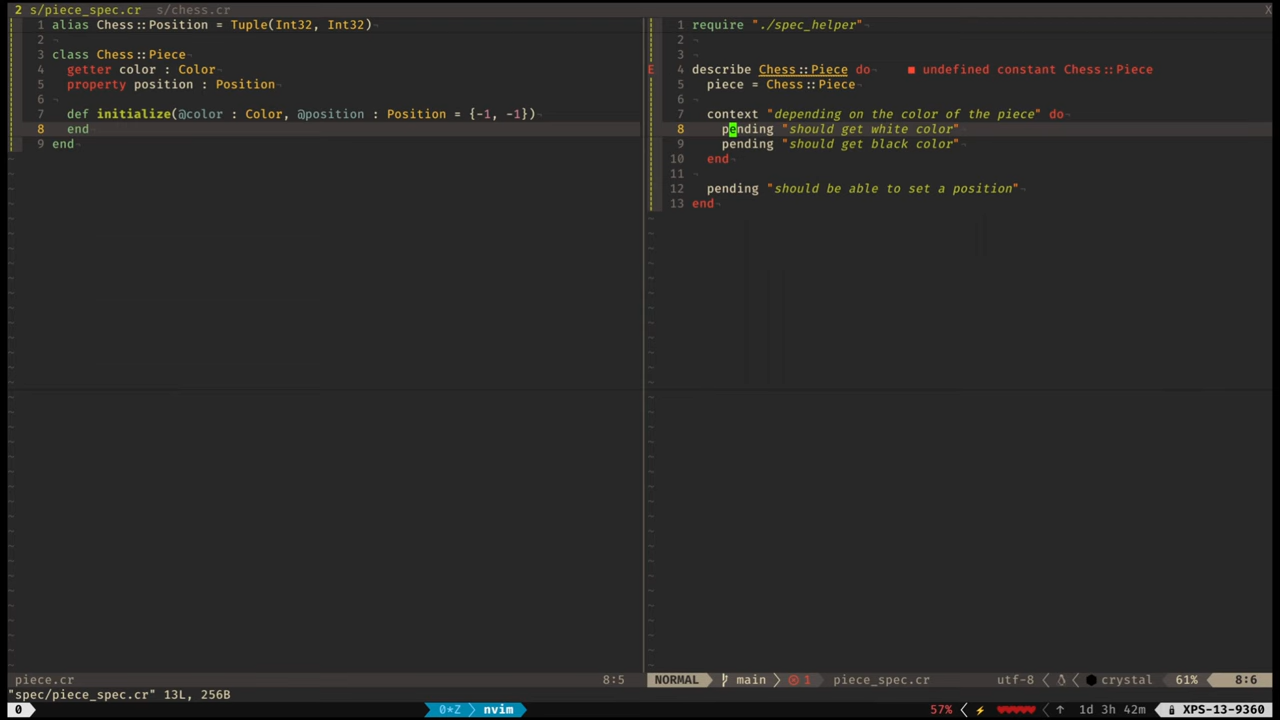 2 s/piece_spec.cr s/chess.cr X
1 alias Chess::Position = Tuple(Int32, Int32)¬
2 ¬
3 class Chess::Piece
4 getter color : Color
5 property position : Position
6
7 def initialize(@color : Color, @position : Position = {-1, -1})¬
8 end
9 end
piece.cr 8:5
1 require "./spec_helper"
2 ¬
3 ¬
E 4 describe Chess::Piece do¬ ■ undefined constant Chess::Piece
5 piece = Chess::Piece
6 ¬
7 context "depending on the color of the piece" do¬
8 pending "should get white color"¬
9 pending "should get black color"¬
10 end¬
11 ¬
12 pending "should be able to set a position"¬
13 end¬
NORMAL main 1 piece_spec.cr utf-8 crystal 61% 8:6
"spec/piece_spec.cr" 13L, 256B
0 0*Z nvim 57% ⚡ ♥♥♥♥♥ ↑ 1d 3h 42m XPS-13-9360